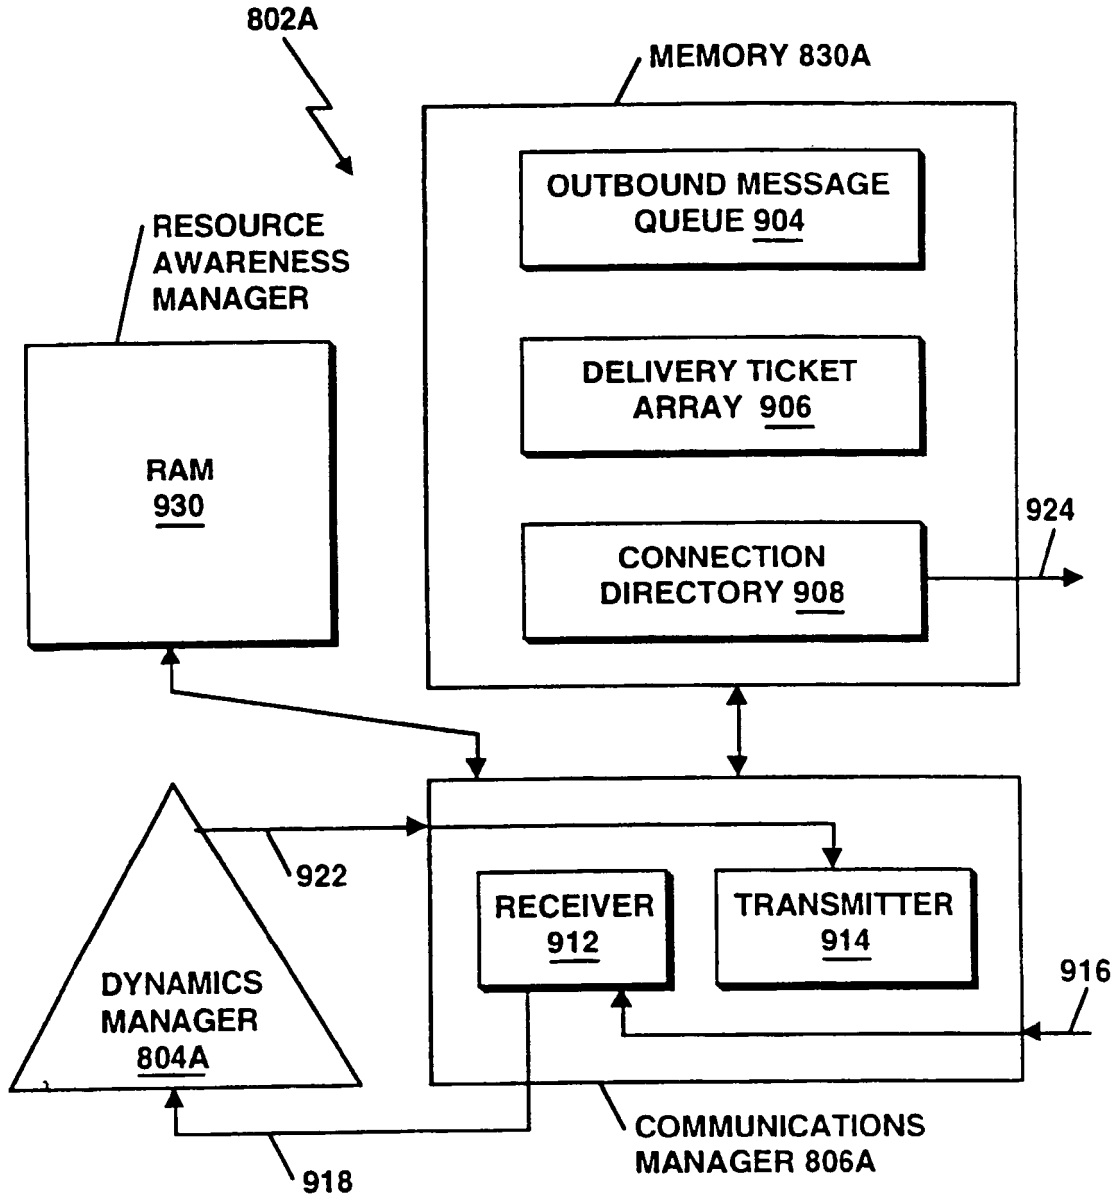 802A
MEMORY 830A
OUTBOUND MESSAGE
QUEUE 904
RESOURCE
AWARENESS
MANAGER
DELIVERY TICKET
ARRAY 906
RAM
930
924
CONNECTION
DIRECTORY 908
922
RECEIVER
912
TRANSMITTER
914
916
DYNAMICS
MANAGER
804A
COMMUNICATIONS
MANAGER 806A
918